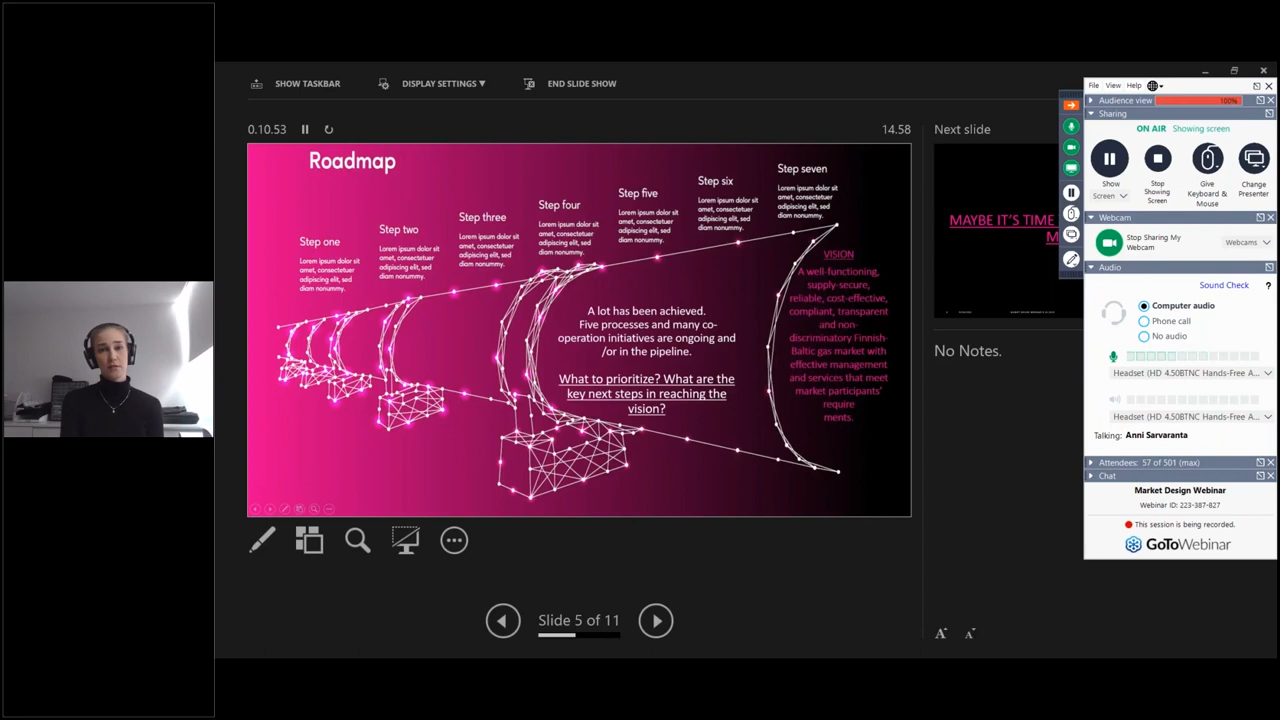 SHOW TASKBAR
DISPLAY SETTINGS ▼
END SLIDE SHOW
0.10.53
14.58
Next slide
Roadmap
Step one
Lorem ipsum dolor sit
amet, consectetuer
adipiscing elit, sed
diam nonummy.
Step two
Lorem ipsum dolor sit
amet, consectetuer
adipiscing elit, sed
diam nonummy.
Step three
Lorem ipsum dolor sit
amet, consectetuer
adipiscing elit, sed
diam nonummy.
Step four
Lorem ipsum dolor sit
amet, consectetuer
adipiscing elit, sed
diam nonummy.
Step five
Lorem ipsum dolor sit
amet, consectetuer
adipiscing elit, sed
diam nonummy.
Step six
Lorem ipsum dolor sit
amet, consectetuer
adipiscing elit, sed
diam nonummy.
Step seven
Lorem ipsum dolor sit
amet, consectetuer
adipiscing elit, sed
diam nonummy.
A lot has been achieved.
Five processes and many co-
operation initiatives are ongoing and
/or in the pipeline.
What to prioritize? What are the
key next steps in reaching the
vision?
VISION
A well-functioning,
supply-secure,
reliable, cost-effective,
compliant, transparent
and non-
discriminatory Finnish-
Baltic gas market with
effective management
and services that meet
market participants'
require
ments.
MAYBE IT'S TIME
M
No Notes.
Slide 5 of 11
A
A
File View Help
Audience view
100%
Sharing
ON AIR Showing screen
Show
Screen
Stop
Showing
Screen
Give
Keyboard &
Mouse
Change
Presenter
Webcam
Stop Sharing My
Webcam
Webcams
Audio
Sound Check ?
Computer audio
Phone call
No audio
Headset (HD 4.50BTNC Hands-Free A...
Headset (HD 4.50BTNC Hands-Free A...
Talking: Anni Sarvaranta
Attendees: 57 of 501 (max)
Chat
Market Design Webinar
Webinar ID: 223-387-827
This session is being recorded.
GoToWebinar